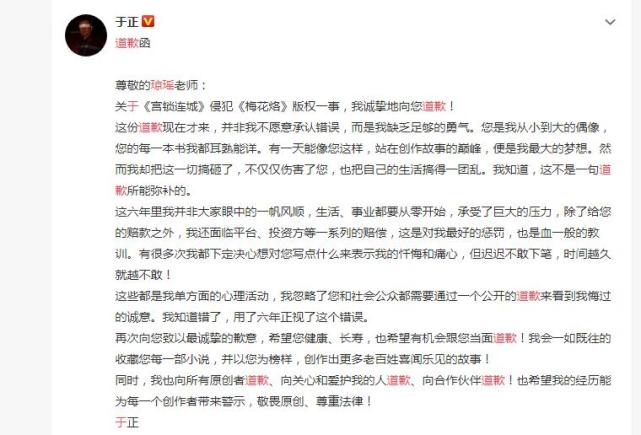 于正
道歉函
尊敬的琼瑶老师：
关于《宫锁连城》侵犯《梅花烙》版权一事，我诚挚地向您道歉！
这份道歉现在才来，并非我不愿意承认错误，而是我缺乏足够的勇气。您是我从小到大的偶像，
您的每一本书我都耳熟能详。有一天能像您这样，站在创作故事的巅峰，便是我最大的梦想。然
而我却把这一切搞砸了，不仅仅伤害了您，也把自己的生活搞得一团乱。我知道，这不是一句道
歉所能弥补的。
这六年里我并非大家眼中的一帆风顺，生活、事业都要从零开始，承受了巨大的压力，除了给您
的赔款之外，我还面临平台、投资方等一系列的赔偿，这是对我最好的惩罚，也是血一般的教
训。有很多次我都下定决心想对您写点什么来表示我的忏悔和痛心，但迟迟不敢下笔，时间越久
就越不敢！
这些都是我单方面的心理活动，我忽略了您和社会公众都需要通过一个公开的道歉来看到我悔过
的诚意。我知道错了，用了六年正视了这个错误。
再次向您致以最诚挚的歉意，希望您健康、长寿，也希望有机会跟您当面道歉！我会一如既往的
收藏您每一部小说，并以您为榜样，创作出更多老百姓喜闻乐见的故事！
同时，我也向所有原创者道歉、向关心和爱护我的人道歉、向合作伙伴道歉！也希望我的经历能
为每一个创作者带来警示，敬畏原创、尊重法律！
于正